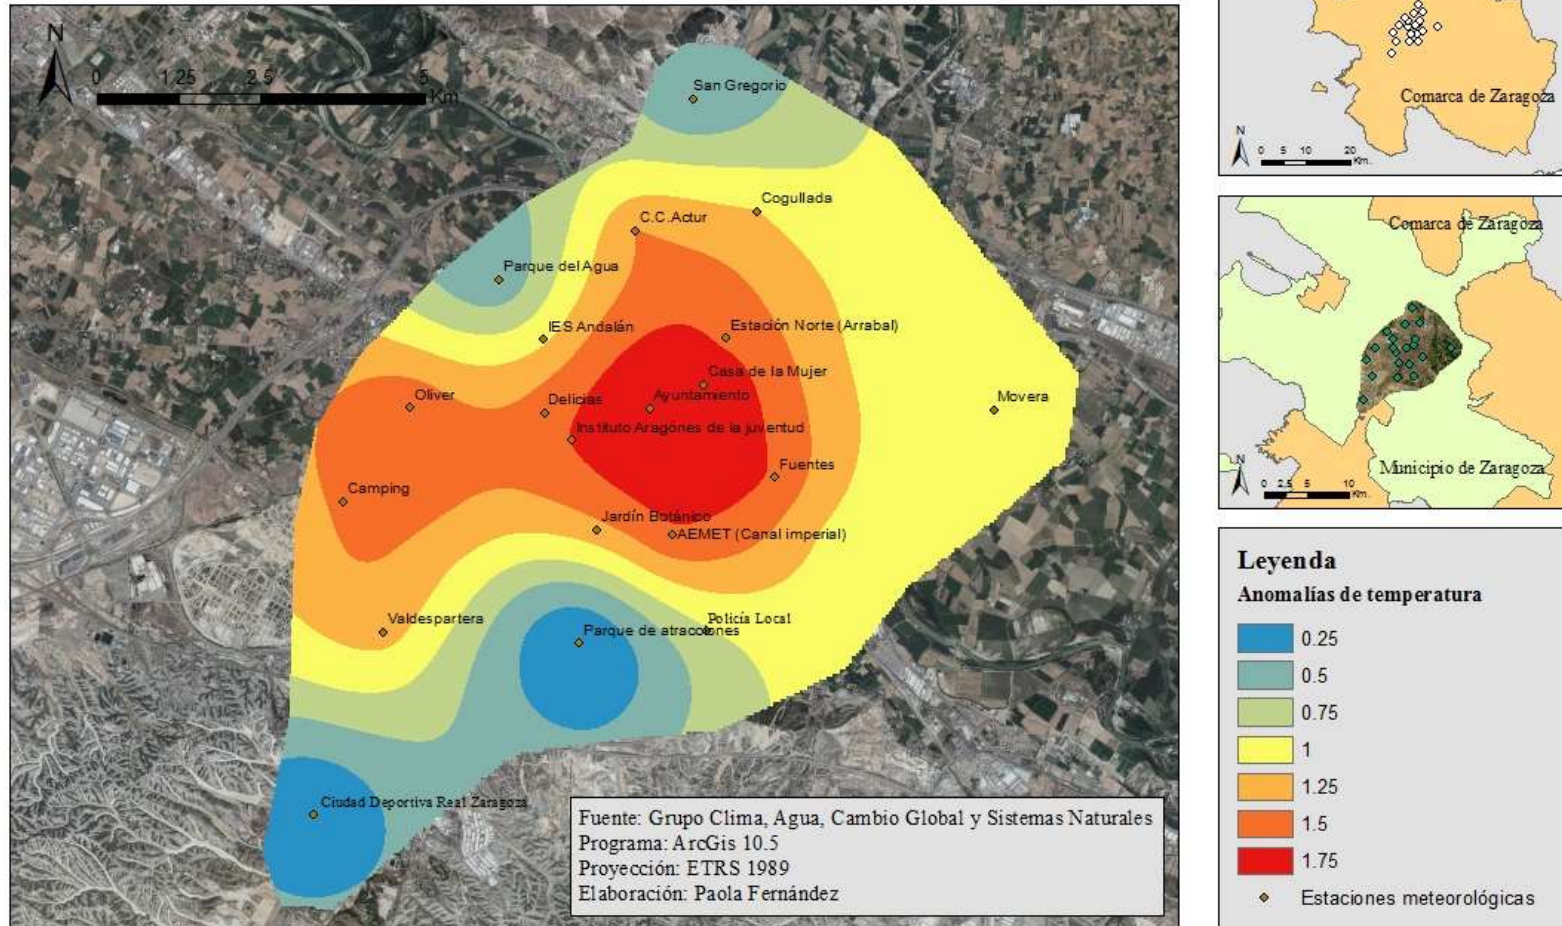 N
0 1.25 2.5 5
Km
San Gregorio
Cogullada
C.C.Actur
Parque del Agua
IES Andalán
Estación Norte (Arrabal)
Casa de la Mujer
Oliver
Delicias
Ayuntamiento
Movera
Instituto Aragónes de la juventud
Fuentes
Camping
Jardín Botánico
AEMET (Canal imperial)
Valdespartera
Policía Local
Parque de atracciones
Ciudad Deportiva Real Zaragoza
Fuente: Grupo Clima, Agua, Cambio Global y Sistemas Naturales
Programa: ArcGis 10.5
Proyección: ETRS 1989
Elaboración: Paola Fernández
Comarca de Zaragoza
N
0 5 10 20
Km.
Comarca de Zaragoza
Municipio de Zaragoza
N
0 2,5 5 10
Km.
Leyenda
Anomalías de temperatura
0.25
0.5
0.75
1
1.25
1.5
1.75
Estaciones meteorológicas